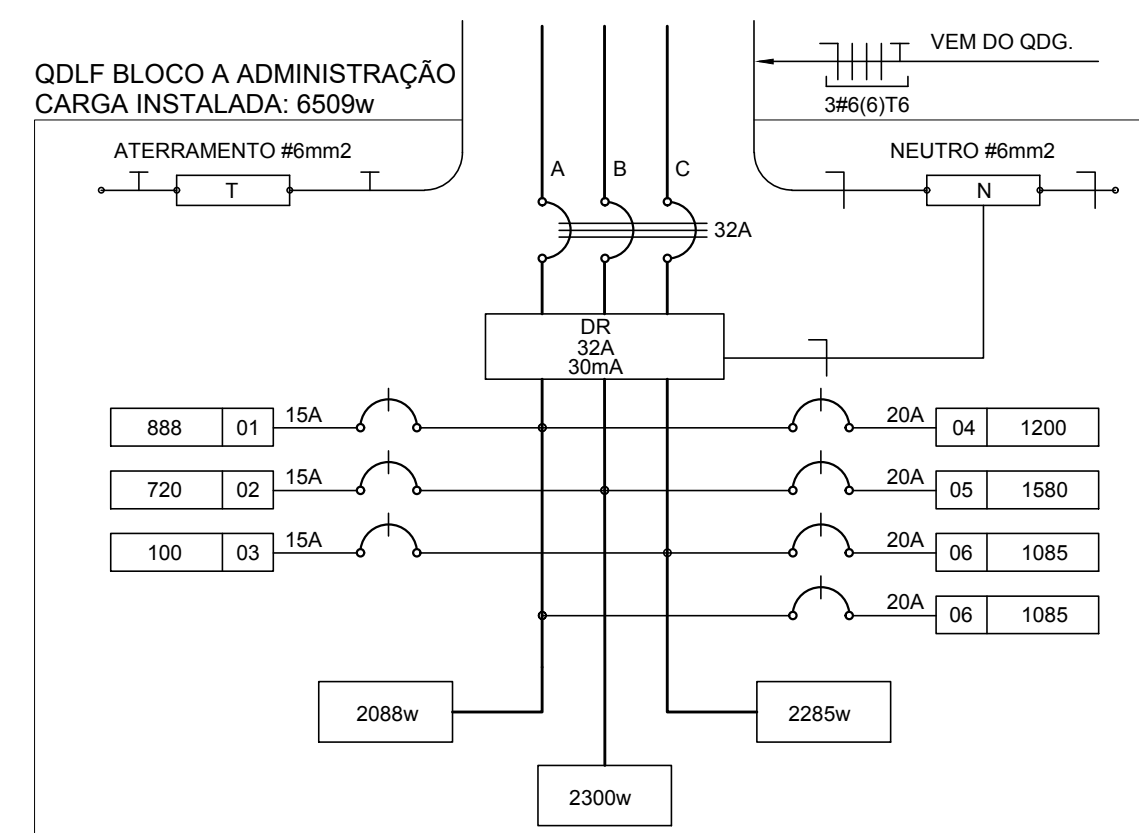 QDLF BLOCO A ADMINISTRAÇÃO
CARGA INSTALADA: 6509w
VEM DO QDG.
3#6(6)T6
ATERRAMENTO #6mm2
T
A
B
C
NEUTRO #6mm2
N
32A
DR
32A
30mA
888 01 15A
20A 04 1200
720 02 15A
20A 05 1580
100 03 15A
20A 06 1085
20A 06 1085
2088w
2285w
2300w